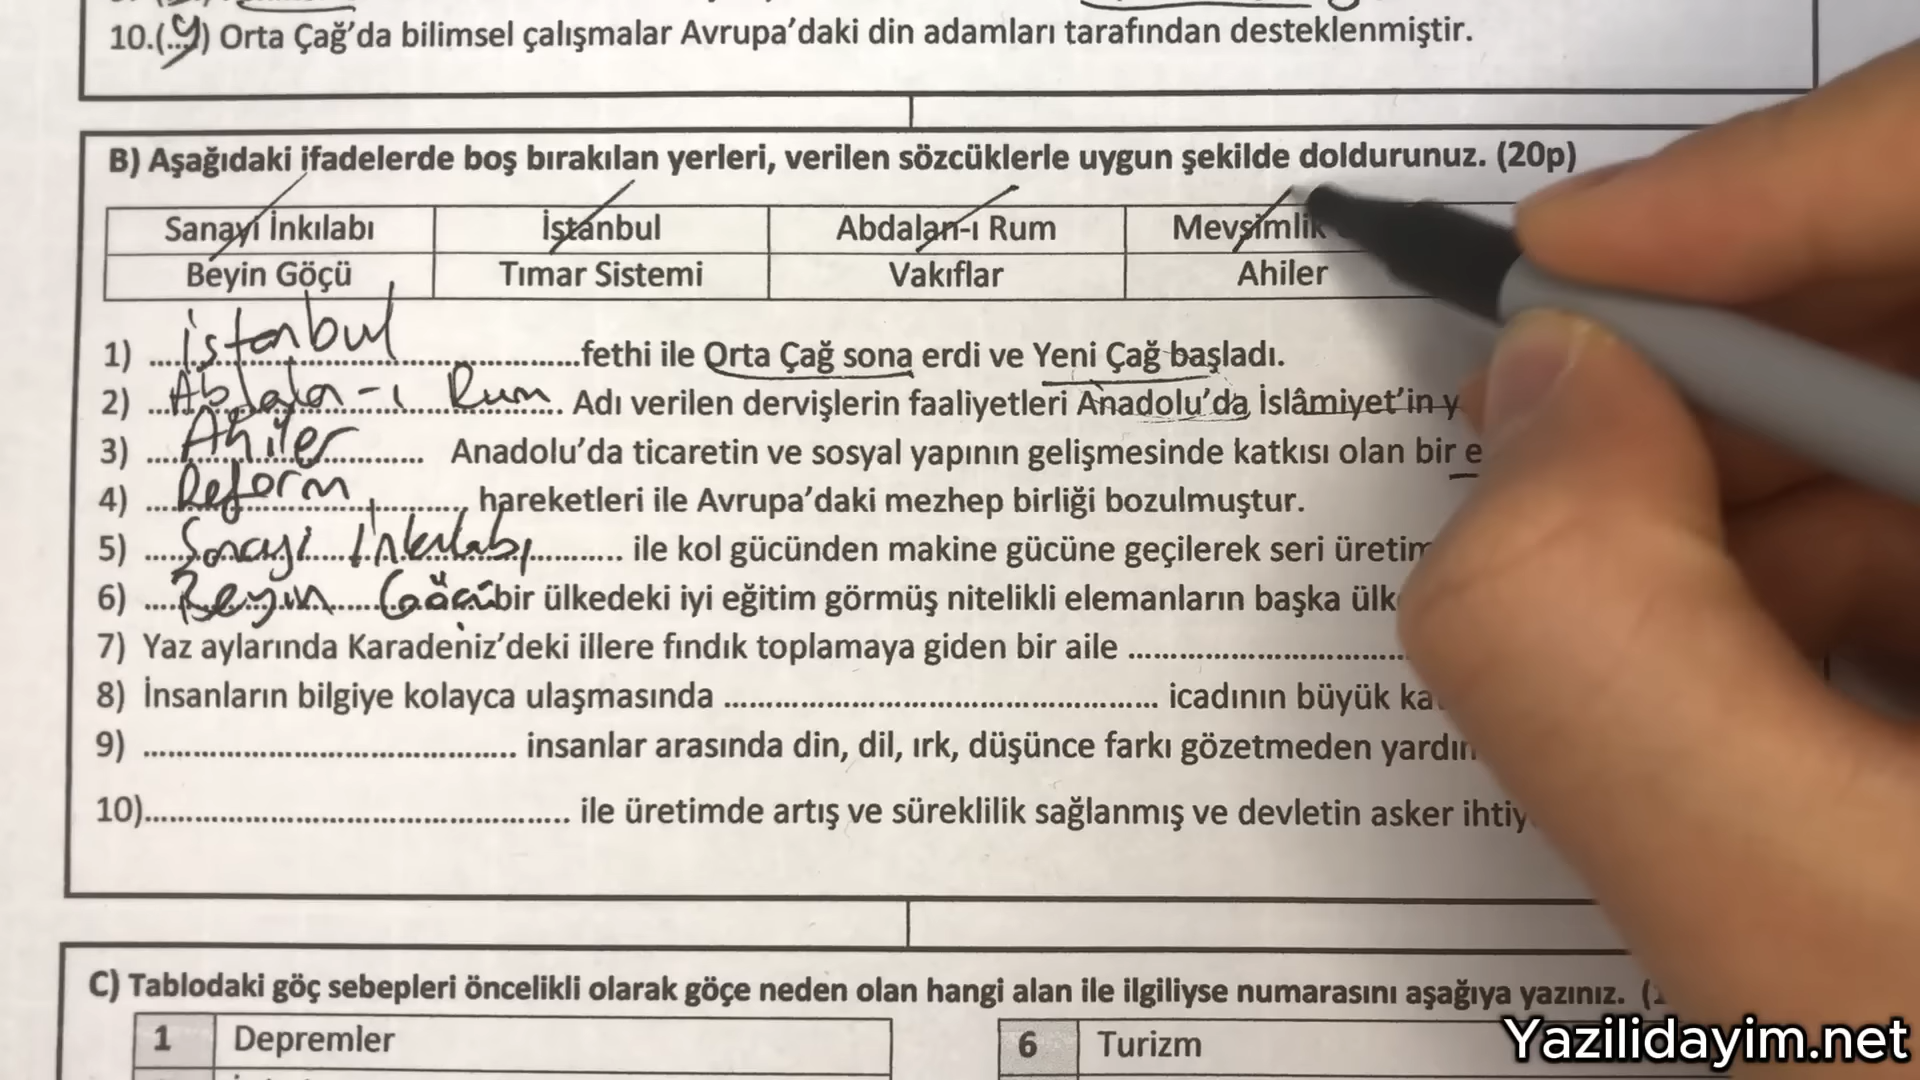 10.(..y.) Orta Çağ'da bilimsel çalışmalar Avrupa'daki din adamları tarafından desteklenmiştir.
B) Aşağıdaki ifadelerde boş bırakılan yerleri, verilen sözcüklerle uygun şekilde doldurunuz. (20p)
Sanayi İnkılabı İstanbul Abdalan-ı Rum Mevsimlik
Beyin Göçü Tımar Sistemi Vakıflar Ahiler
1) İstanbul fethi ile Orta Çağ sona erdi ve Yeni Çağ başladı.
2) Abdalan-ı Rum Adı verilen dervişlerin faaliyetleri Anadolu'da İslâmiyet'in
3) Ahiler Anadolu'da ticaretin ve sosyal yapının gelişmesinde katkısı olan bir
4) Reform hareketleri ile Avrupa'daki mezhep birliği bozulmuştur.
5) Sanayi İnkılabı ile kol gücünden makine gücüne geçilerek seri
6) Beyin Göçü bir ülkedeki iyi eğitim görmüş nitelikli elemanların başka
7) Yaz aylarında Karadeniz'deki illere fındık toplamaya giden bir aile ............................
8) İnsanların bilgiye kolayca ulaşmasında ........................................... icadının büyük
9) ..................................... insanlar arasında din, dil, ırk, düşünce farkı gözetmeden
10).......................................... ile üretimde artış ve süreklilik sağlanmış ve devletin asker
C) Tablodaki göç sebepleri öncelikli olarak göçe neden olan hangi alan ile ilgiliyse numarasını aşağıya yazınız.
1 Depremler 6 Turizm
Yazilidayim.net